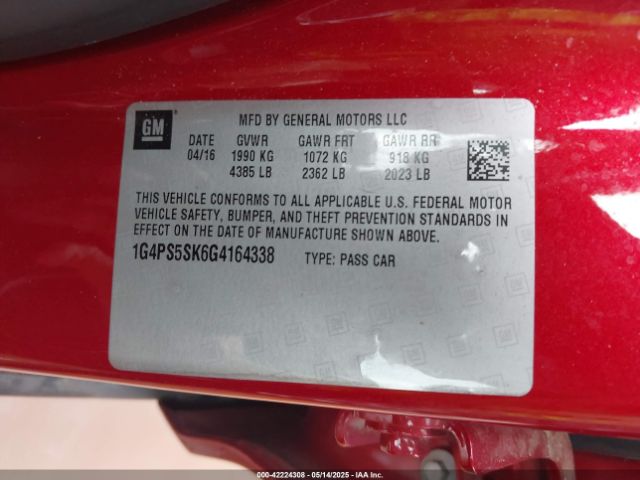 GM
MFD BY GENERAL MOTORS LLC
DATE GVWR GAWR FRT GAWR RR
04/16 1990 KG 1072 KG 918 KG
4385 LB 2362 LB 2023 LB
THIS VEHICLE CONFORMS TO ALL APPLICABLE U.S. FEDERAL MOTOR
VEHICLE SAFETY, BUMPER, AND THEFT PREVENTION STANDARDS IN
EFFECT ON THE DATE OF MANUFACTURE SHOWN ABOVE.
1G4PS5SK6G4164338 TYPE: PASS CAR
000-42224308 - 05/14/2025 - IAA Inc.